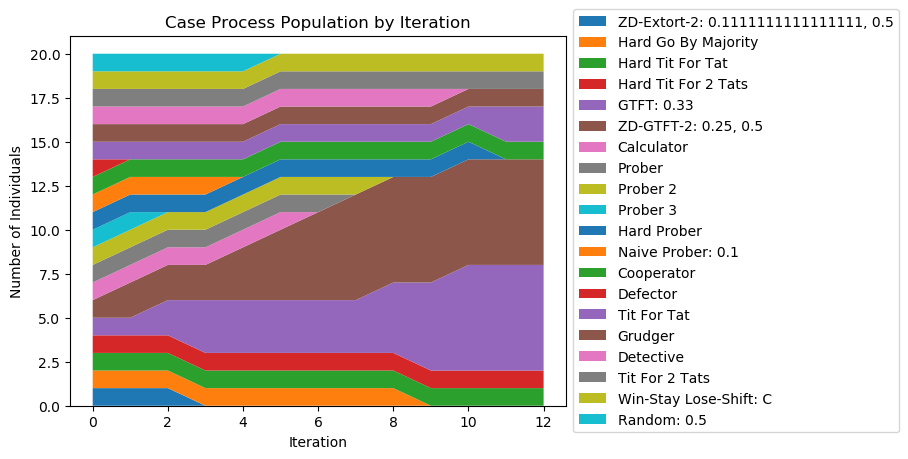 Case Process Population by Iteration
Number of Individuals
20.0
17.5
15.0
12.5
10.0
7.5
5.0
2.5
0.0
0 2 4 6 8 10 12
Iteration
ZD-Extort-2: 0.1111111111111111, 0.5
Hard Go By Majority
Hard Tit For Tat
Hard Tit For 2 Tats
GTFT: 0.33
ZD-GTFT-2: 0.25, 0.5
Calculator
Prober
Prober 2
Prober 3
Hard Prober
Naive Prober: 0.1
Cooperator
Defector
Tit For Tat
Grudger
Detective
Tit For 2 Tats
Win-Stay Lose-Shift: C
Random: 0.5